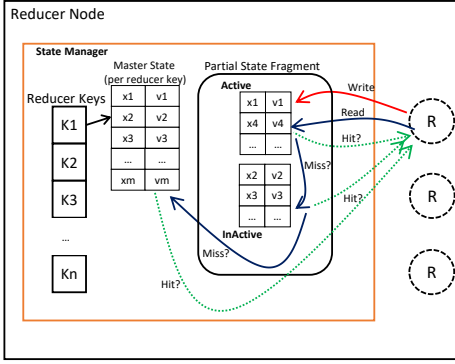 Reducer Node
State Manager
Master State
(per reducer key)
Partial State Fragment
Reducer Keys
K1
K2
K3
...
Kn
x1 v1
x2 v2
x3 v3
... ...
xm vm
Active
x1 v1
x4 v4
... ...
x2 v2
x3 v3
... ...
InActive
Write
Read
Hit?
Miss?
Hit?
Miss?
Hit?
R
R
R